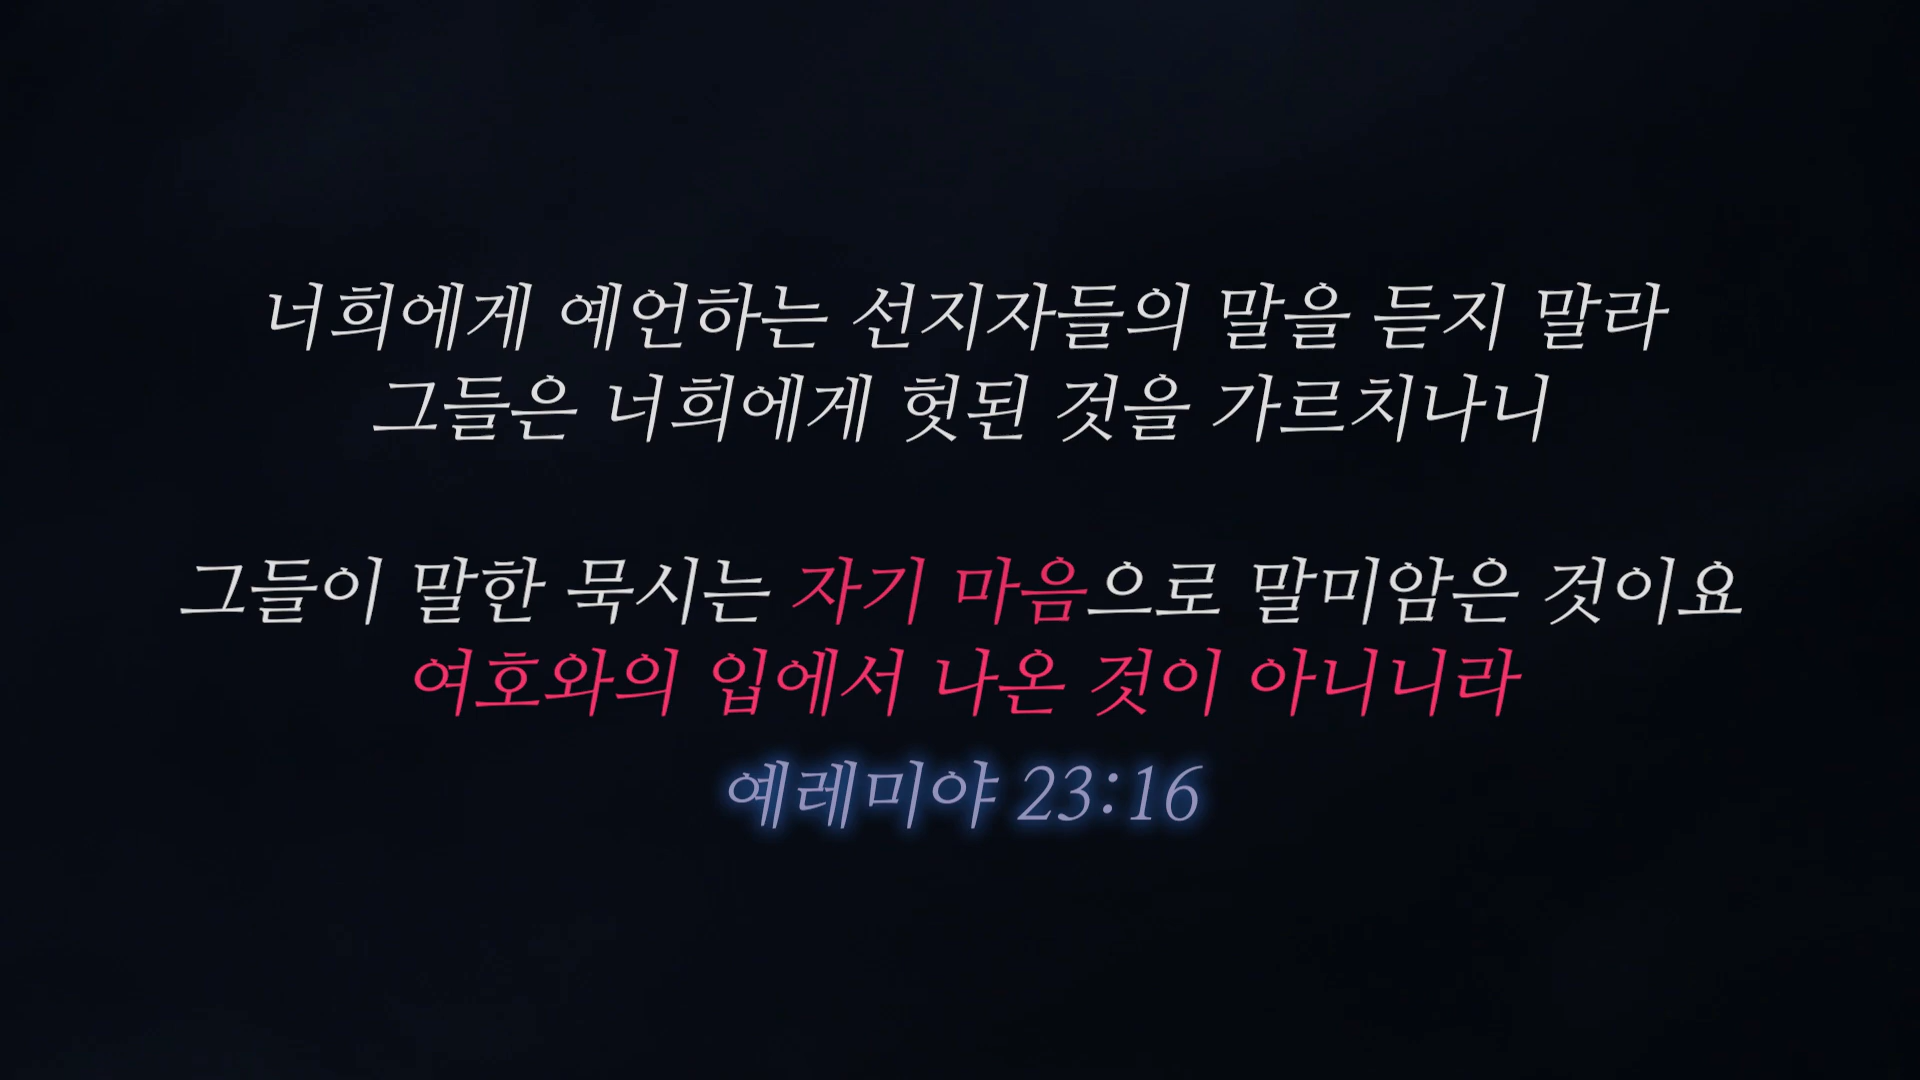 너희에게 예언하는 선지자들의 말을 듣지 말라
그들은 너희에게 헛된 것을 가르치나니
그들이 말한 묵시는 자기 마음으로 말미암은 것이요
여호와의 입에서 나온 것이 아니니라
예레미야 23:16